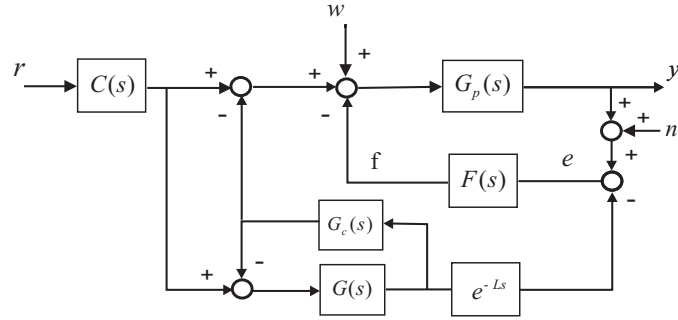 w
r
C(s)
+
+
+
G_p(s)
y
-
-
+
+
n
+
f
F(s)
e
-
G_c(s)
-
+
G(s)
e^{-Ls}